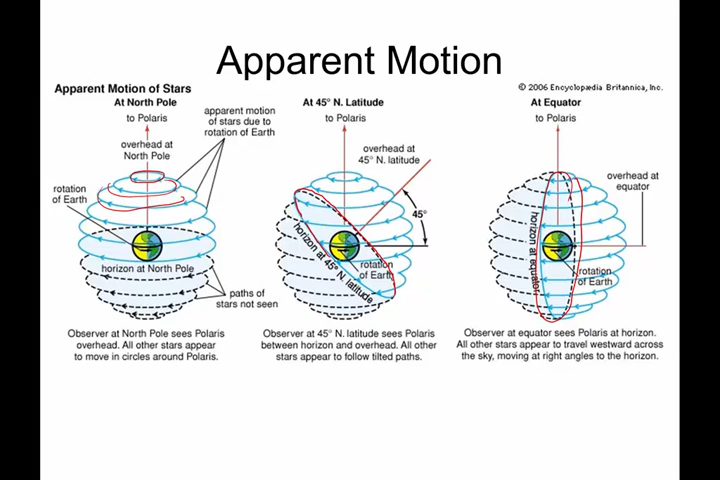 Apparent Motion
© 2006 Encyclopædia Britannica, Inc.
Apparent Motion of Stars
At North Pole
to Polaris
overhead at
North Pole
apparent motion
of stars due to
rotation of Earth
rotation
of Earth
horizon at North Pole
paths of
stars not seen
Observer at North Pole sees Polaris
overhead. All other stars appear
to move in circles around Polaris.
At 45° N. Latitude
to Polaris
overhead at
45° N. latitude
45°
horizon at 45° N. latitude
rotation
of Earth
Observer at 45° N. latitude sees Polaris
between horizon and overhead. All other
stars appear to follow tilted paths.
At Equator
to Polaris
overhead at
equator
horizon at equator
rotation
of Earth
Observer at equator sees Polaris at horizon.
All other stars appear to travel westward across
the sky, moving at right angles to the horizon.